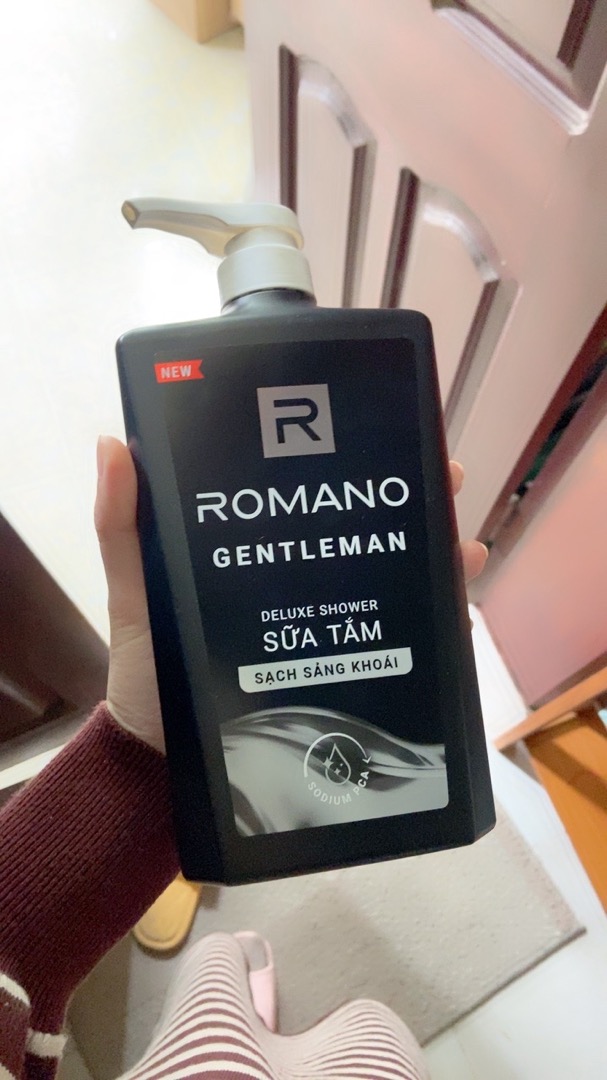 NEW
R
ROMANO
GENTLEMAN
DELUXE SHOWER
SỮA TẮM
SẠCH SẢNG KHOÁI
SODIUM PCA